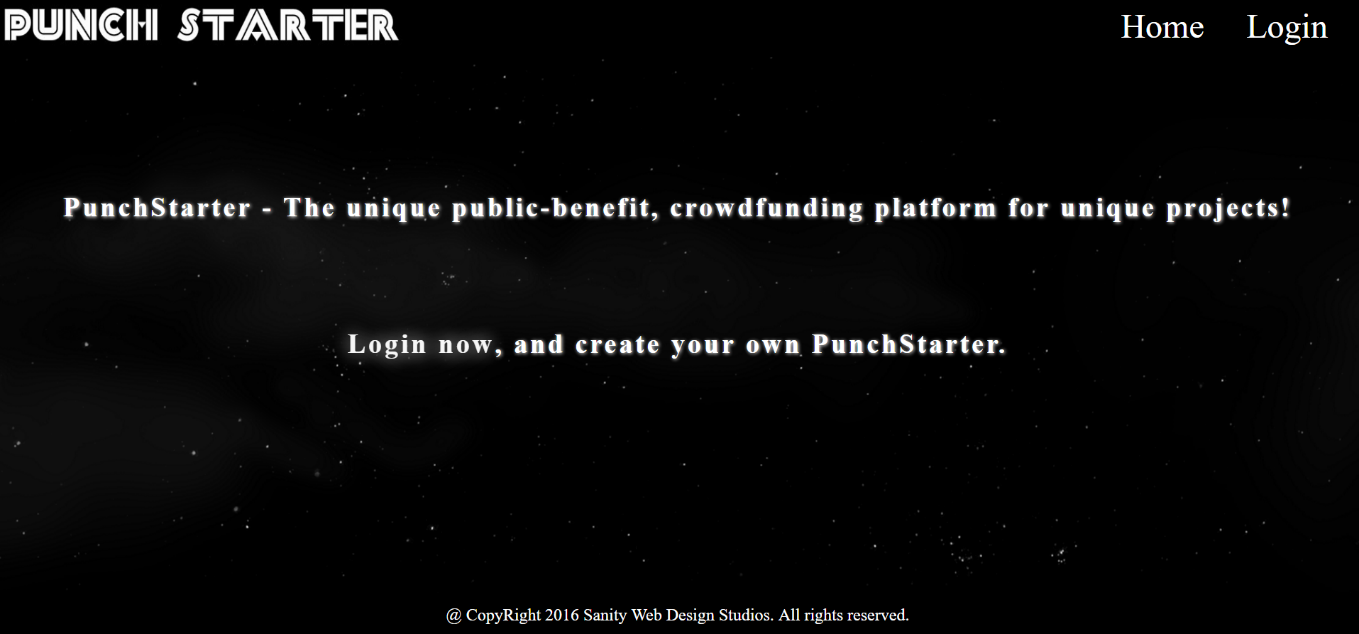 PUNCH STARTER
Home
Login
PunchStarter - The unique public-benefit, crowdfunding platform for unique projects!
Login now, and create your own PunchStarter.
@ CopyRight 2016 Sanity Web Design Studios. All rights reserved.